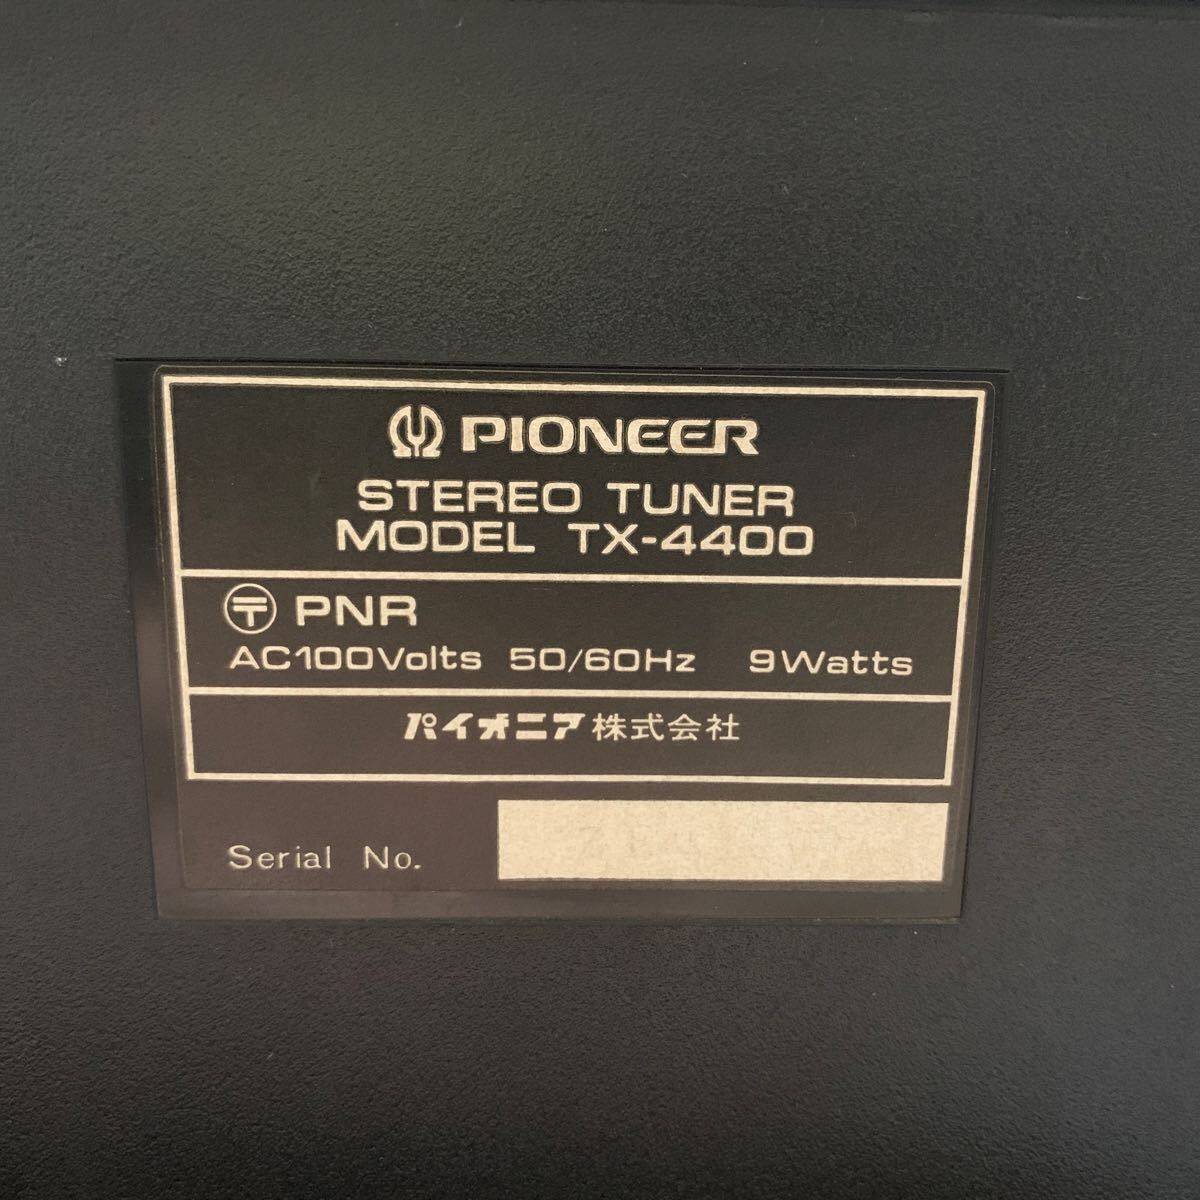 PIONEER
STEREO TUNER
MODEL TX-4400
〒 PNR
AC100Volts 50/60Hz 9Watts
パイオニア株式会社
Serial No.